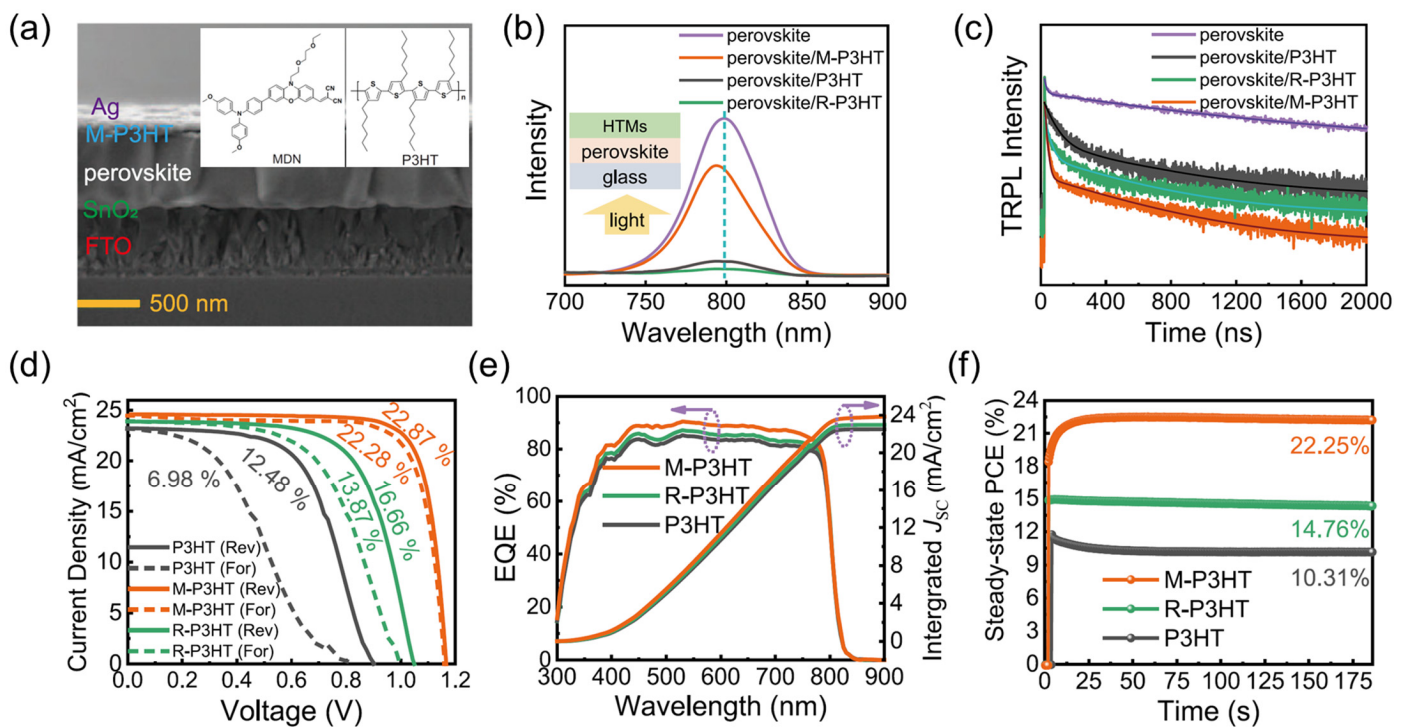 (a)
Ag
M-P3HT
perovskite
SnO₂
FTO
500 nm
N
O
O
O
O
N
O
CN
CN
MDN
S
S
S
S
n
P3HT
(b)
perovskite
perovskite/M-P3HT
perovskite/P3HT
perovskite/R-P3HT
HTMs
perovskite
glass
light
Intensity
700 750 800 850 900
Wavelength (nm)
(c)
perovskite
perovskite/P3HT
perovskite/R-P3HT
perovskite/M-P3HT
TRPL Intensity
0 400 800 1200 1600 2000
Time (ns)
(d)
Current Density (mA/cm²)
25
20
15
10
5
0
6.98 %
12.48 %
13.87 %
16.66 %
22.28 %
22.87 %
P3HT (Rev)
P3HT (For)
M-P3HT (Rev)
M-P3HT (For)
R-P3HT (Rev)
R-P3HT (For)
0.0 0.2 0.4 0.6 0.8 1.0 1.2
Voltage (V)
(e)
EQE (%)
100
80
60
40
20
0
M-P3HT
R-P3HT
P3HT
24
20
16
12
8
4
0
Intergrated JSC (mA/cm²)
300 400 500 600 700 800 900
Wavelength (nm)
(f)
Steady-state PCE (%)
24
21
18
15
12
9
6
3
0
22.25%
14.76%
10.31%
M-P3HT
R-P3HT
P3HT
0 25 50 75 100 125 150 175
Time (s)